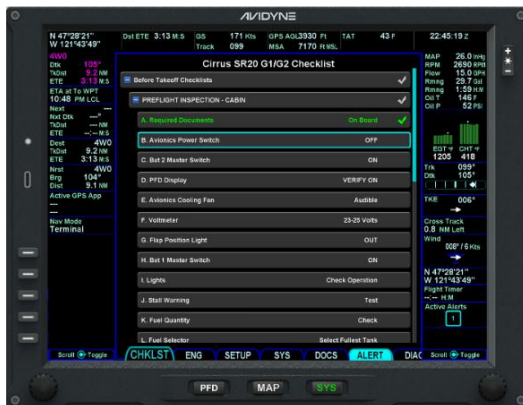 AVIDYNE
N 47°28'21"
W 121°43'49"
Dst ETE 3:13 M:S GS 171 Kts GPS AGL 3930 Ft TAT 43 F
Track 099 MSA 7170 Ft MSL
22:45:19 z
4W0
Dtk 105°
TkDst 9.2 NM
ETE 3:13 M:S
ETA at To WPT
10:48 PM LCL
Next ---
Nxt Dtk ---°
TkDst --- NM
ETE --:-- M:S
Dest 4W0
TkDist 9.2 NM
ETE 3:13 M:S
Nrst 4W0
Brg 104°
Dist 9.1 NM
Active GPS App
---
---
Nav Mode
Terminal
Cirrus SR20 G1/G2 Checklist
Before Takeoff Checklists
PREFLIGHT INSPECTION - CABIN
A. Required Documents On Board
B. Avionics Power Switch OFF
C. Bat 2 Master Switch ON
D. PFD Display VERIFY ON
E. Avionics Cooling Fan Audible
F. Voltmeter 23-25 Volts
G. Flap Position Light OUT
H. Bat 1 Master Switch ON
I. Lights Check Operation
J. Stall Warning Test
K. Fuel Quantity Check
L. Fuel Selector Select Fullest Tank
MAP 26.0 InHg
RPM 2690 RPM
Flow 15.0 GPH
Rmng 29.7 Gal
Rmng 1:59 H:M
Oil T 146 F
Oil P 52 PSI
EGT °F CHT °F
1205 418
Trk 099°
Dtk 105°
TKE 006°
Cross Track
0.8 NM Left
Wind
008° / 6 Kts
N 47°28'21"
W 121°43'49"
Flight Timer
--:-- H:M
Active Alerts
1
Scroll Toggle CHKLST ENG SETUP SYS DOCS ALERT DIAG Scroll Toggle
PFD MAP SYS